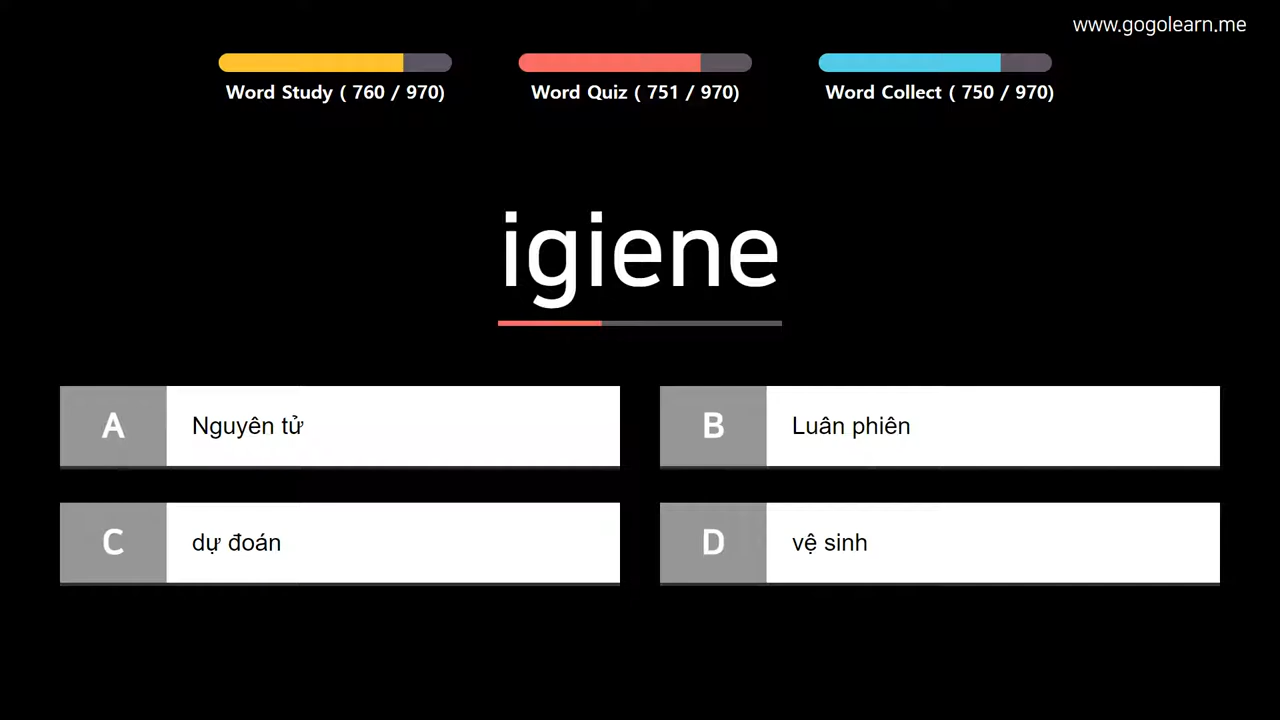 www.gogolearn.me
Word Study ( 760 / 970)
Word Quiz ( 751 / 970)
Word Collect ( 750 / 970)
igiene
A
Nguyên tử
B
Luân phiên
C
dự đoán
D
vệ sinh